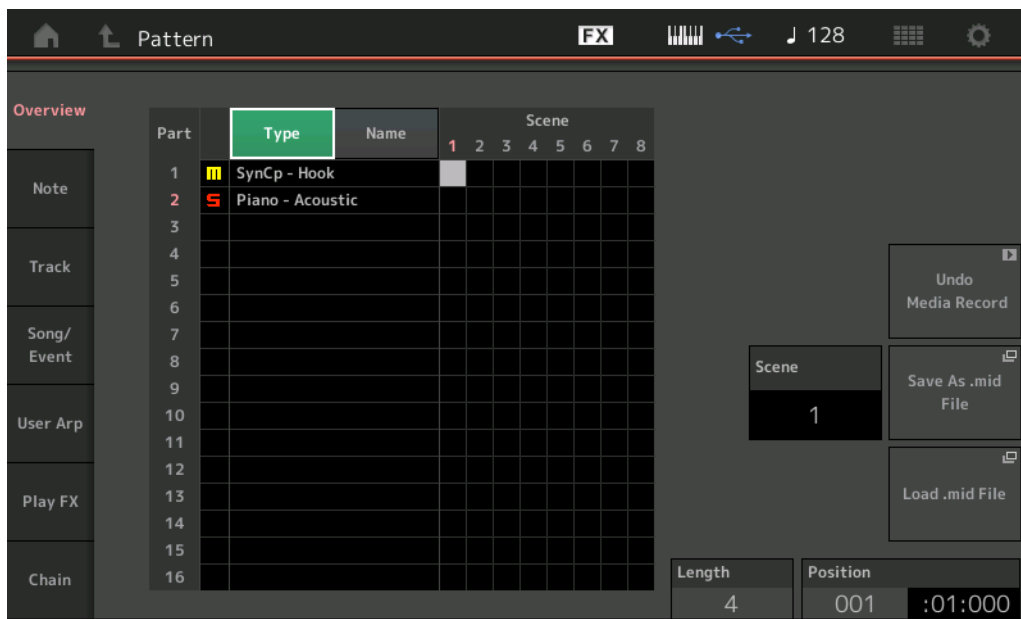 Pattern FX ♩ 128
Overview
Note
Track
Song/
Event
User Arp
Play FX
Chain
Part Type Name Scene
1 2 3 4 5 6 7 8
1 M SynCp - Hook
2 S Piano - Acoustic
3
4
5
6
7
8
9
10
11
12
13
14
15
16
Undo
Media Record
Scene
1
Save As .mid
File
Load .mid File
Length
4
Position
001 :01:000